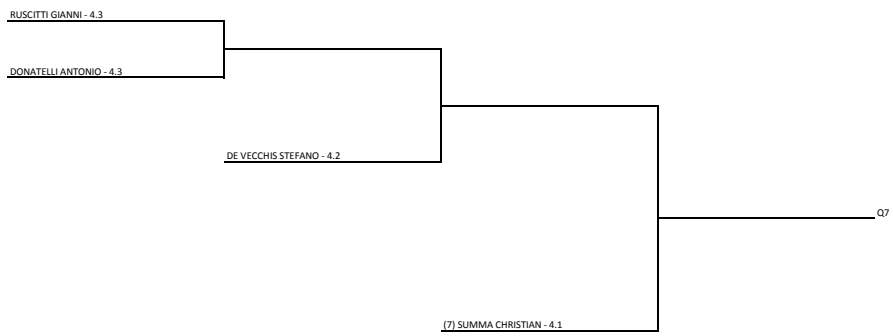 RUSCITTI GIANNI - 4.3
DONATELLI ANTONIO - 4.3
DE VECCHIS STEFANO - 4.2
Q7
(7) SUMMA CHRISTIAN - 4.1